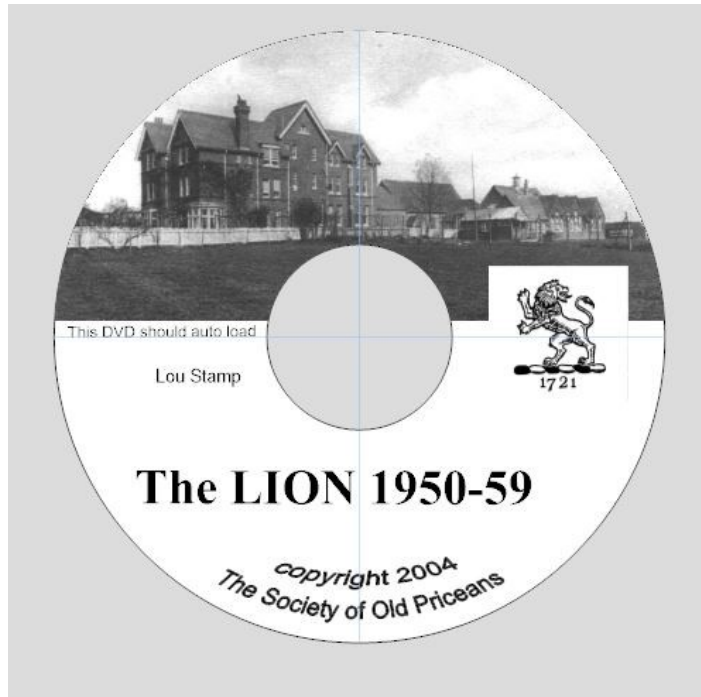 This DVD should auto load
Lou Stamp
1721
The LION 1950-59
copyright 2004
The Society of Old Priceans